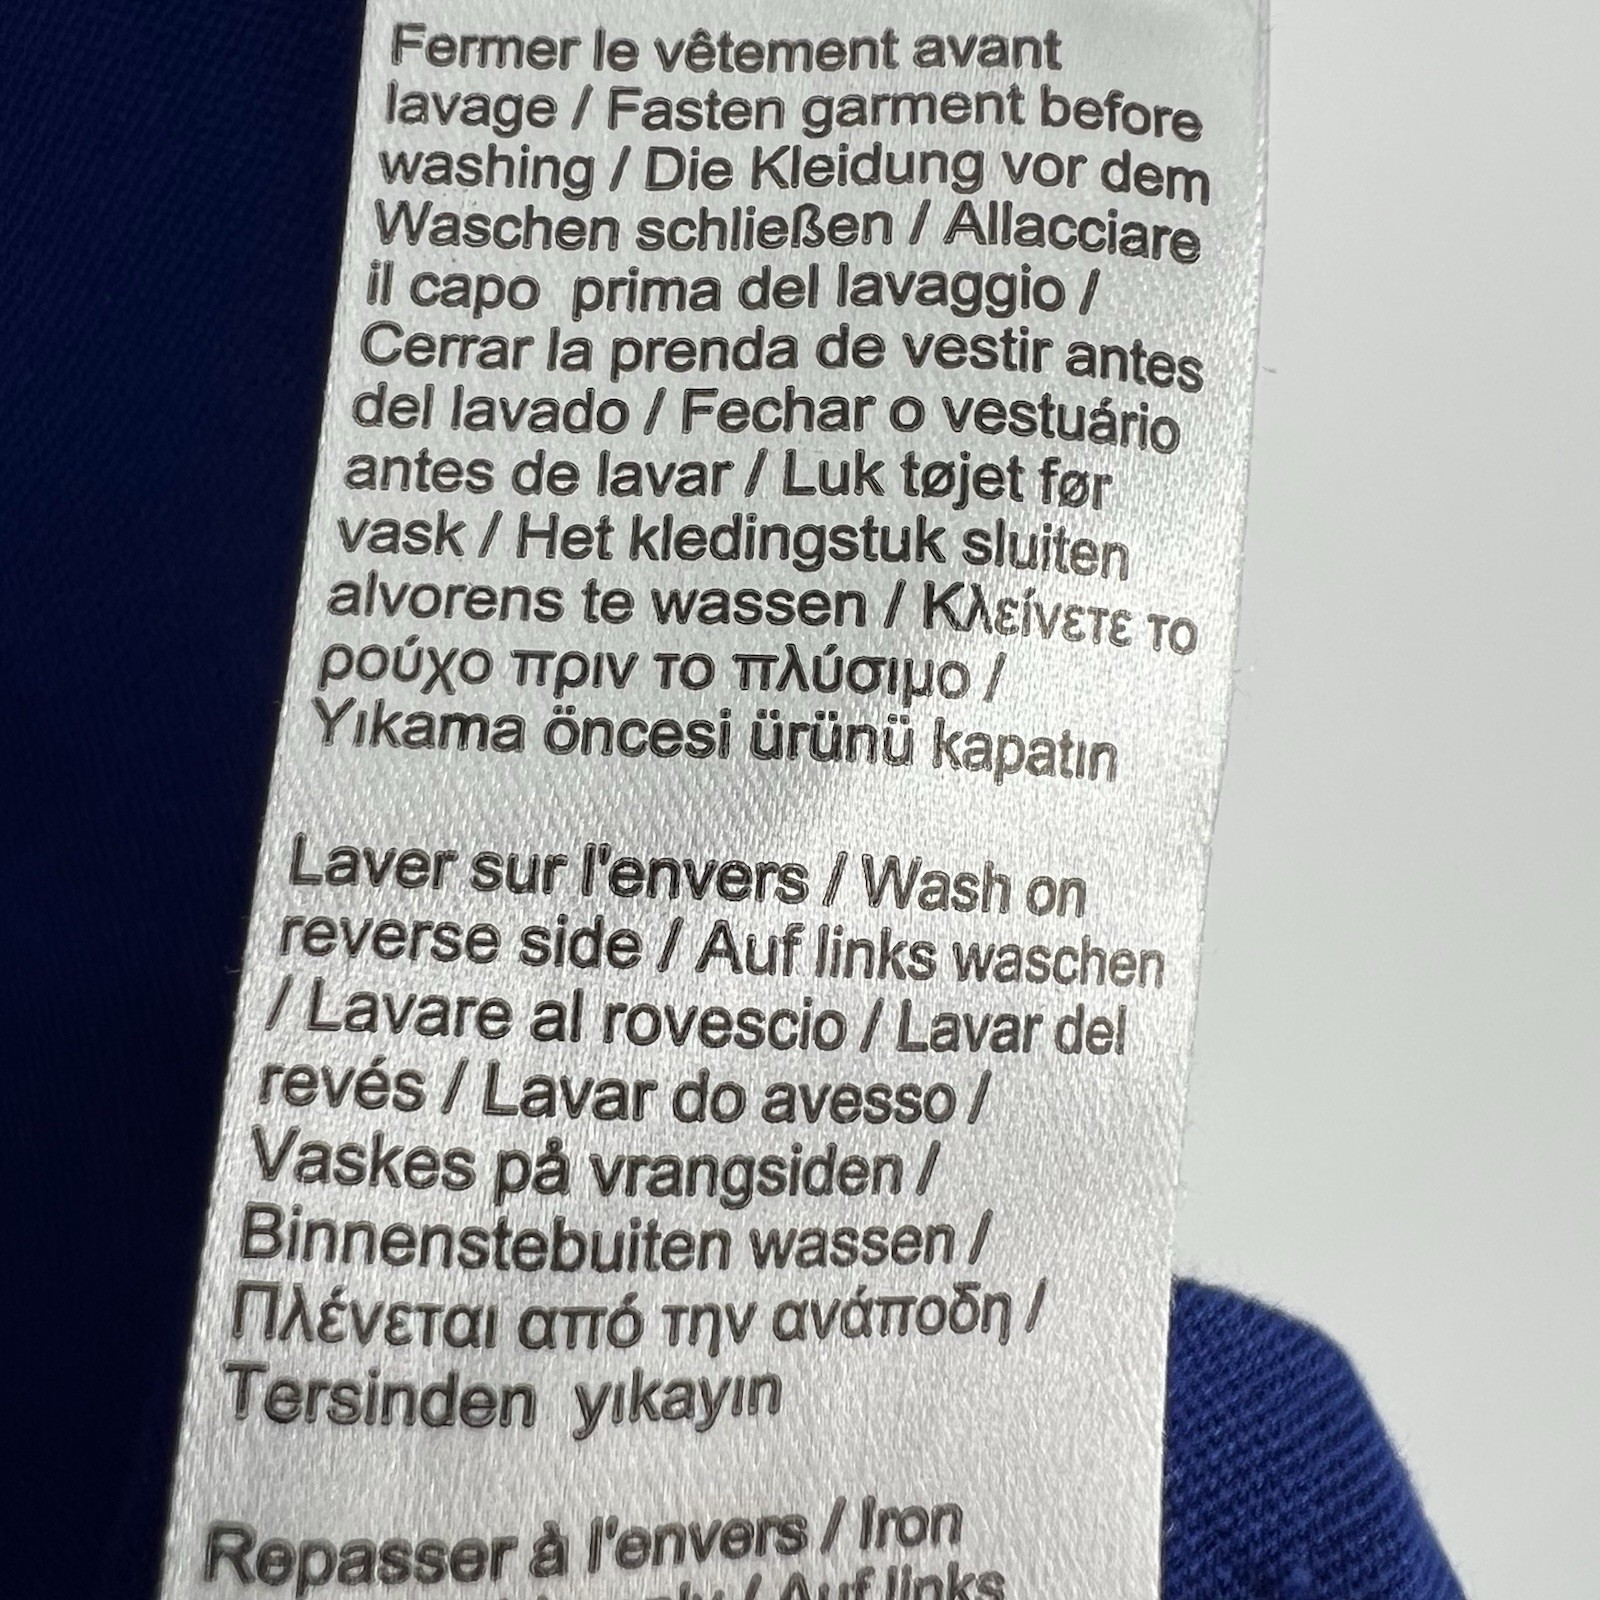 Fermer le vêtement avant
lavage / Fasten garment before
washing / Die Kleidung vor dem
Waschen schließen / Allacciare
il capo prima del lavaggio /
Cerrar la prenda de vestir antes
del lavado / Fechar o vestuário
antes de lavar / Luk tøjet før
vask / Het kledingstuk sluiten
alvorens te wassen / Κλείνετε το
ρούχο πριν το πλύσιμο /
Yıkama öncesi ürünü kapatın
Laver sur l'envers / Wash on
reverse side / Auf links waschen
/ Lavare al rovescio / Lavar del
revés / Lavar do avesso /
Vaskes på vrangsiden /
Binnenstebuiten wassen /
Πλένεται από την ανάποδη /
Tersinden yıkayın
Repasser à l'envers / Iron
/ Auf links